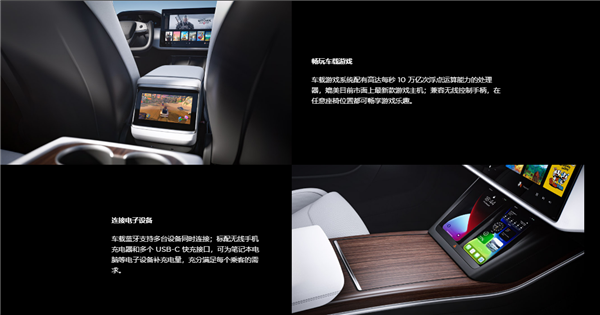 畅玩车载游戏
车载游戏系统配有高达每秒 10 万亿次浮点运算能力的处理
器，媲美目前市面上最新款游戏主机；兼容无线控制手柄，在
任意座椅位置都可畅享游戏乐趣。
连接电子设备
车载蓝牙支持多台设备同时连接；标配无线手机
充电器和多个 USB-C 快充接口，可为笔记本电
脑等电子设备补充电量，充分满足每个乘客的需
求。